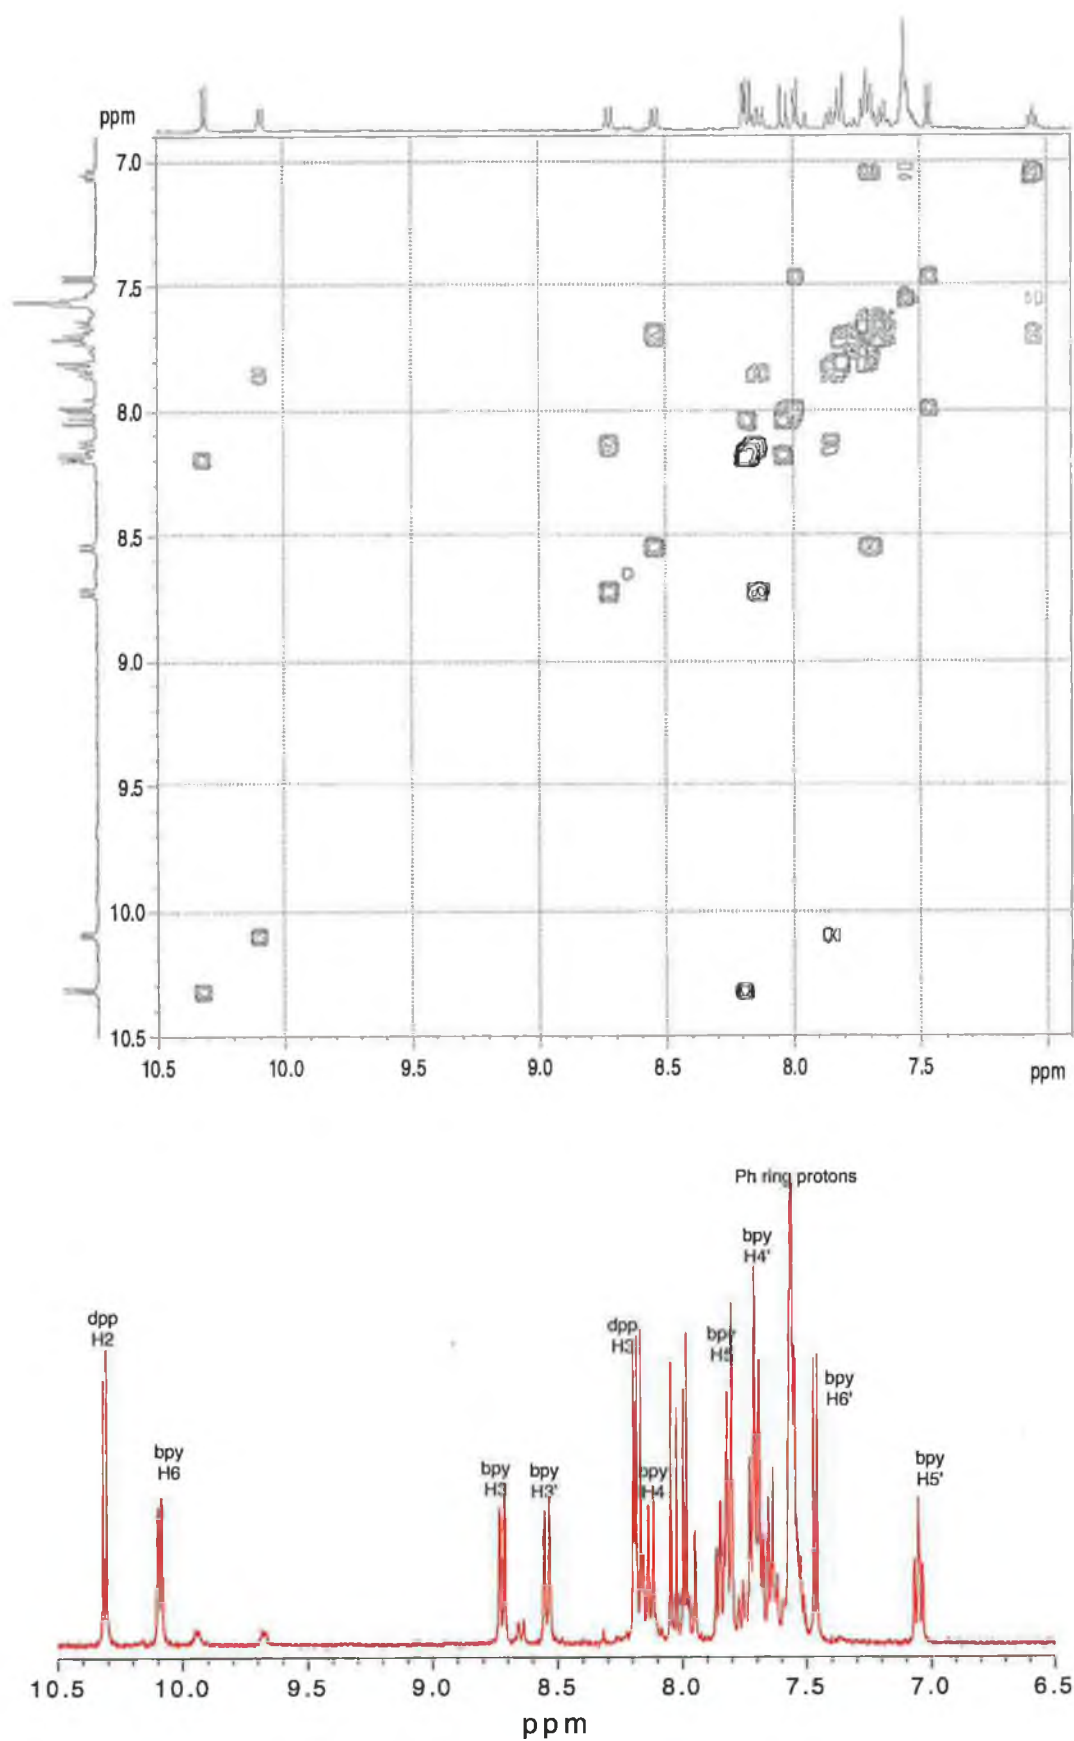 ppm
7.0
7.5
8.0
8.5
9.0
9.5
10.0
10.5
10.5 10.0 9.5 9.0 8.5 8.0 7.5 ppm
Ph ring protons
bpy
H4'
dpp
H2
dpp
H3
bpy
H5
bpy
H6'
bpy
H6
bpy
H3
bpy
H3'
bpy
H4
bpy
H5'
10.5 10.0 9.5 9.0 8.5 8.0 7.5 7.0 6.5
ppm